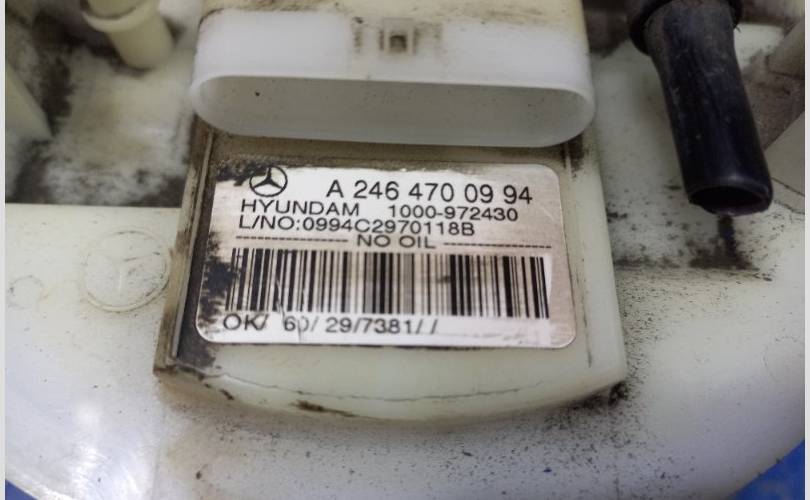 A 246 470 09 94
HYUNDAM 1000-972430
L/NO:0994C2970118B
NO OIL
OK/ 60/ 29/7381/ /